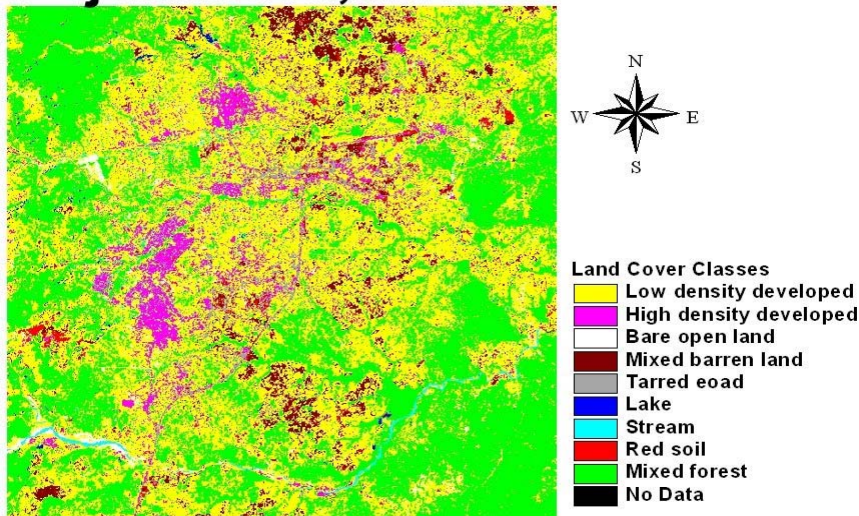 N
W E
S
Land Cover Classes
Low density developed
High density developed
Bare open land
Mixed barren land
Tarred eoad
Lake
Stream
Red soil
Mixed forest
No Data